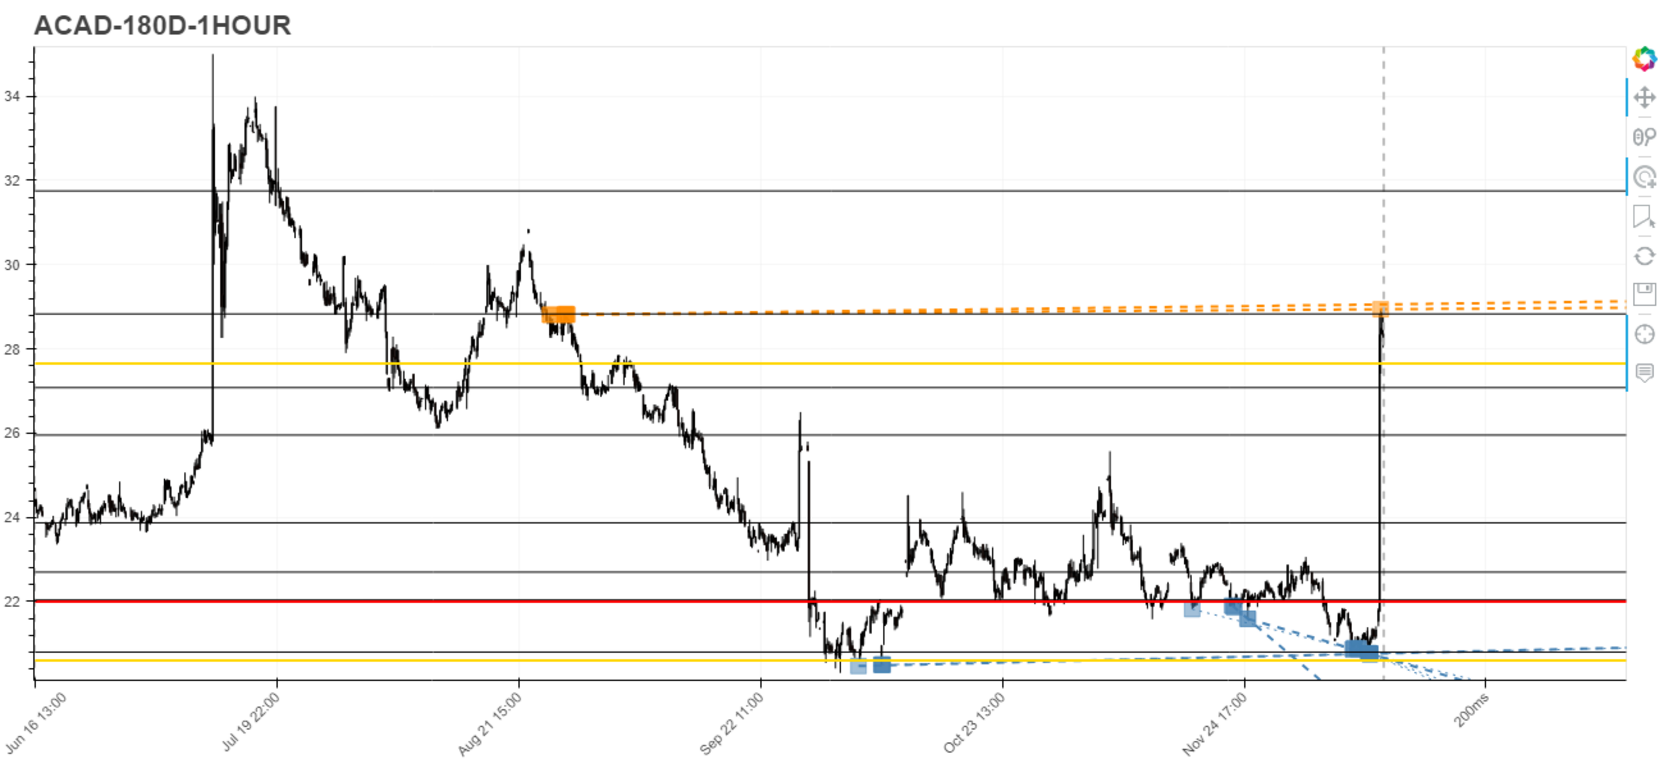 ACAD-180D-1HOUR
34
32
30
28
26
24
22
Jun 16 13:00
Jul 19 22:00
Aug 21 15:00
Sep 22 11:00
Oct 23 13:00
Nov 24 17:00
200ms